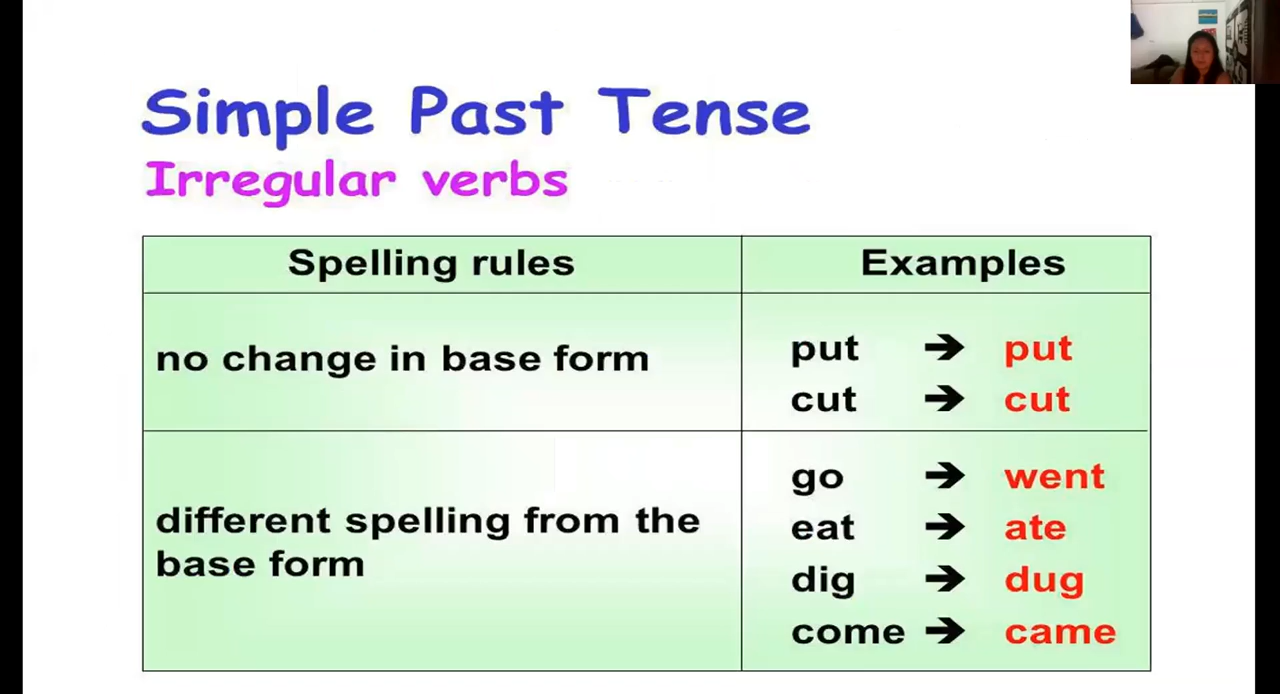 Simple Past Tense
Irregular verbs
Spelling rules Examples
no change in base form
put ➔ put
cut ➔ cut
different spelling from the
base form
go ➔ went
eat ➔ ate
dig ➔ dug
come ➔ came